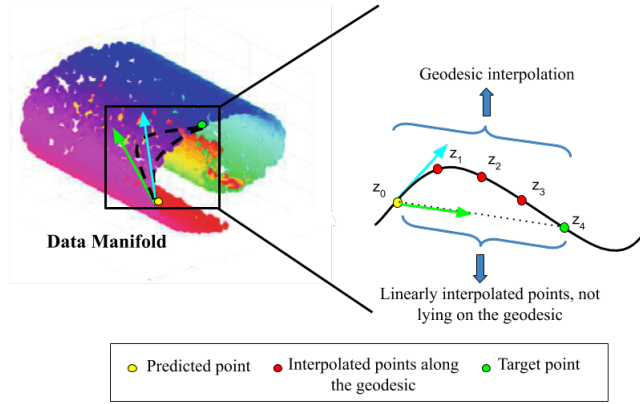 Geodesic interpolation
z1
z2
z0
z3
z4
Data Manifold
Linearly interpolated points, not
lying on the geodesic
Predicted point
Interpolated points along
the geodesic
Target point